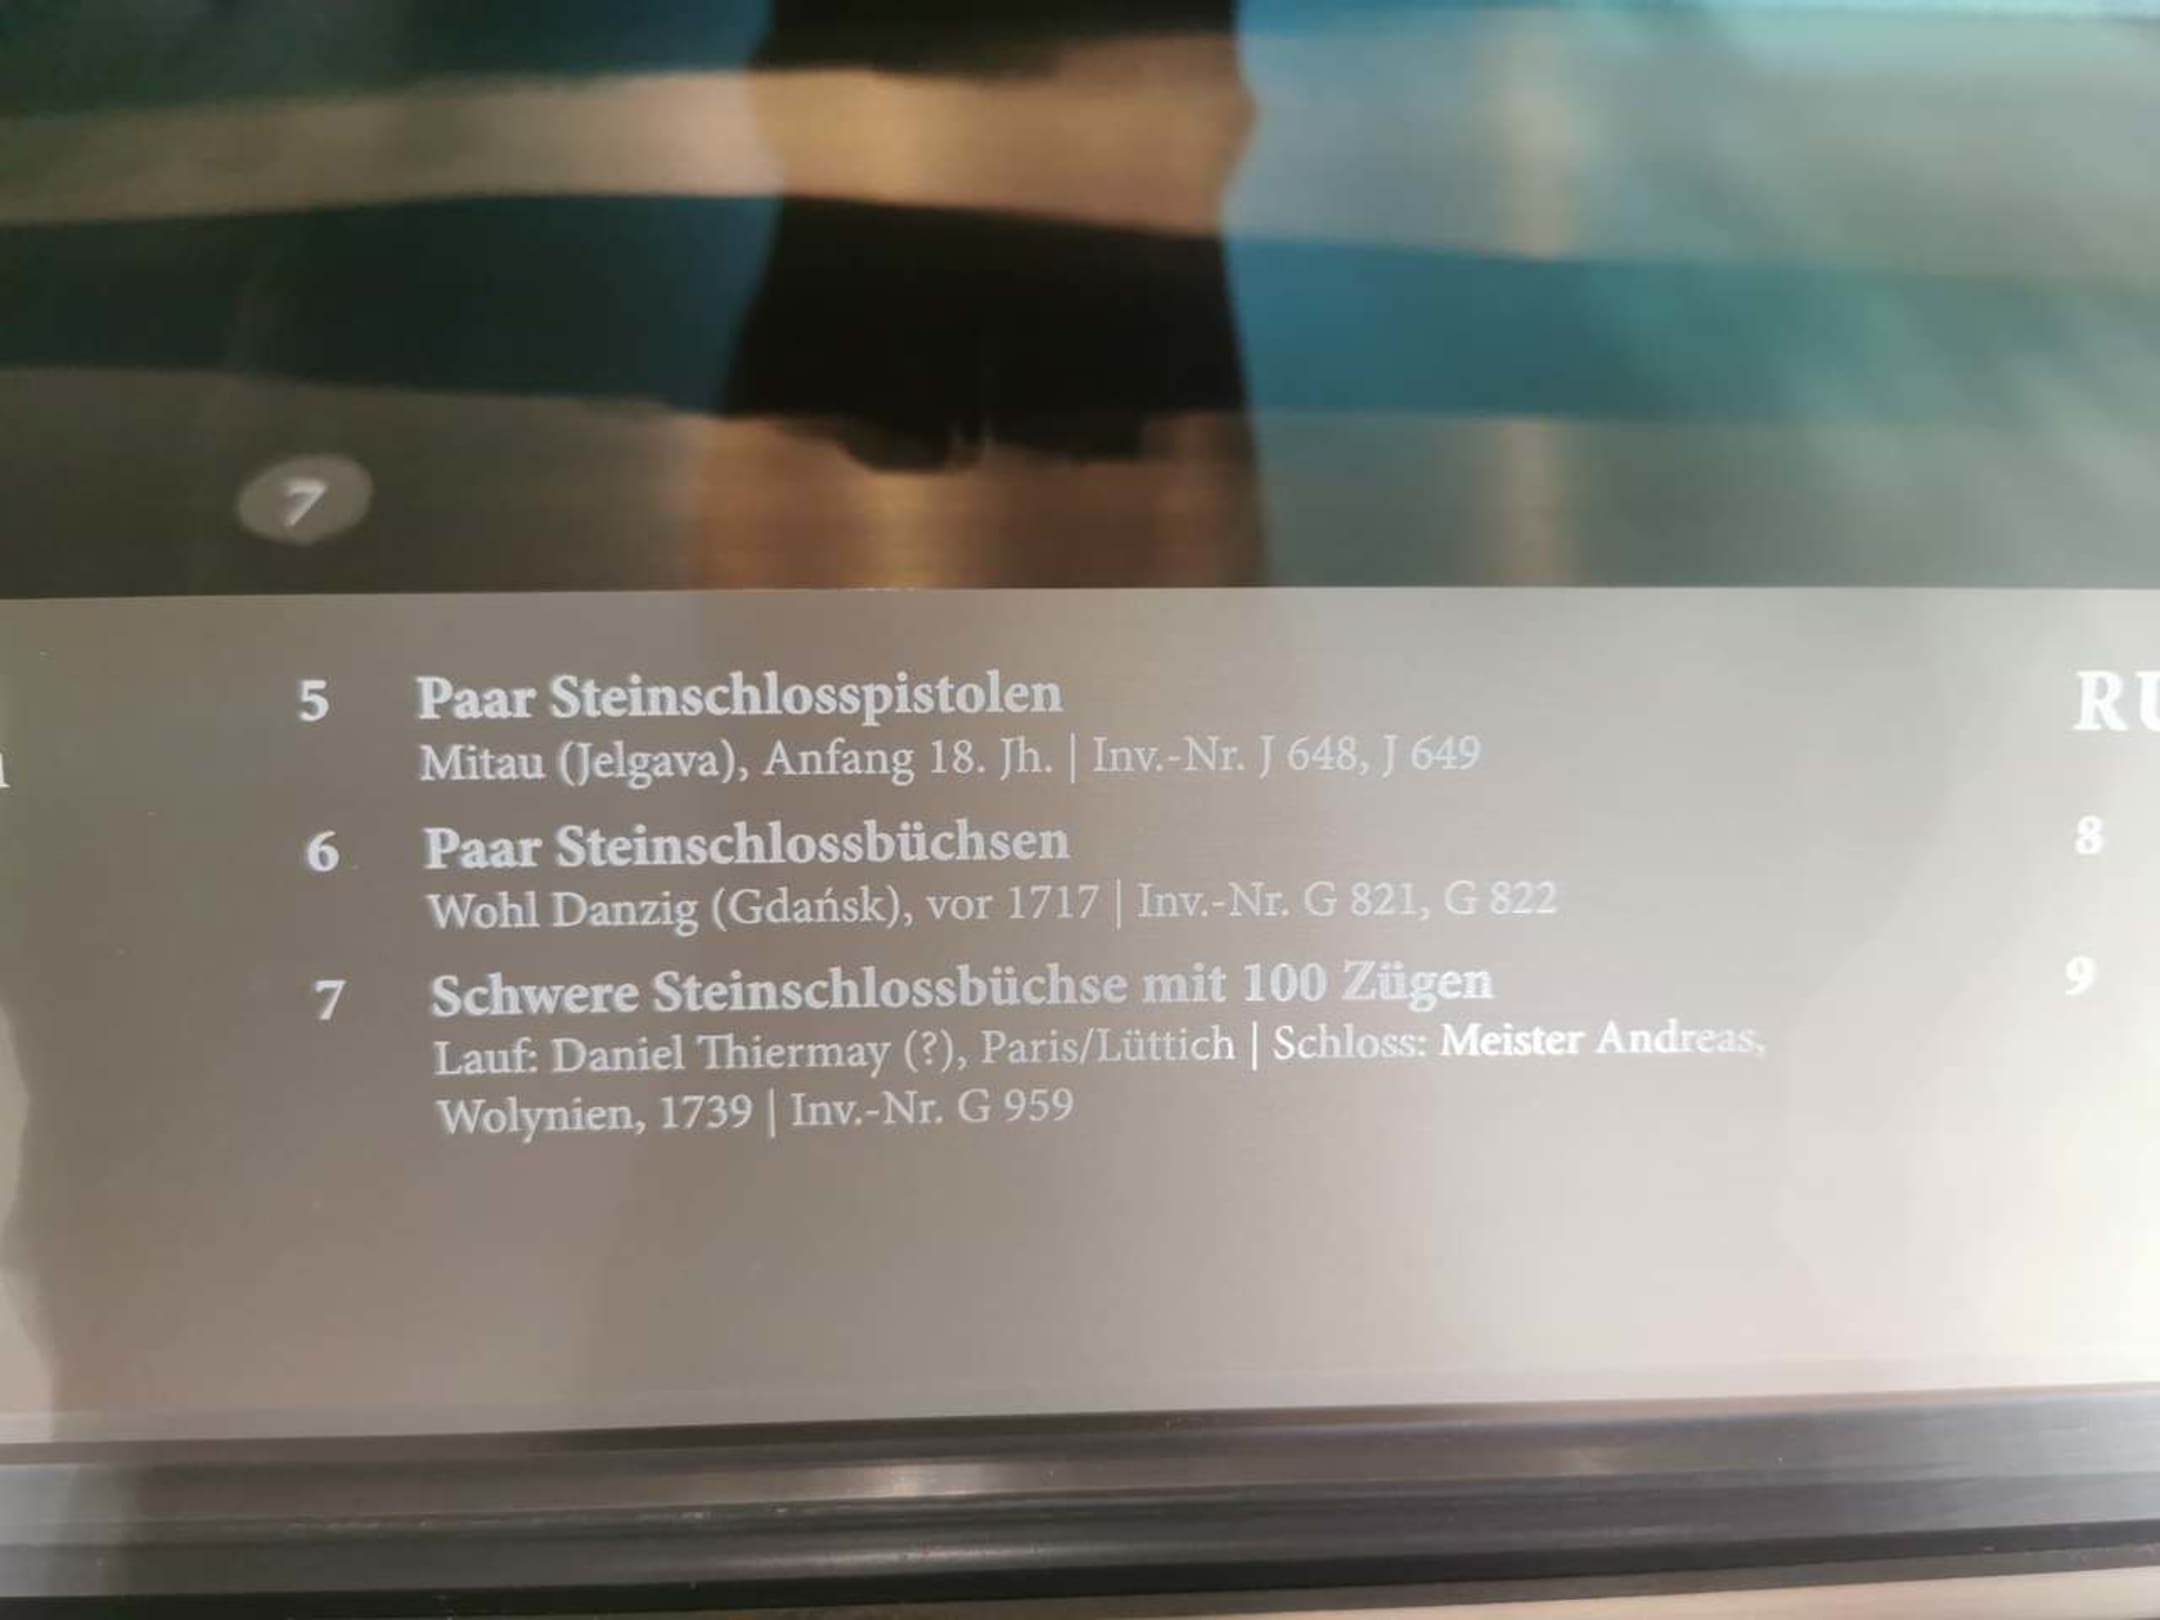 7
5 Paar Steinschlosspistolen
Mitau (Jelgava), Anfang 18. Jh. | Inv.-Nr. J 648, J 649
6 Paar Steinschlossbüchsen
Wohl Danzig (Gdańsk), vor 1717 | Inv.-Nr. G 821, G 822
7 Schwere Steinschlossbüchse mit 100 Zügen
Lauf: Daniel Thiermay (?), Paris/Lüttich | Schloss: Meister Andreas,
Wolynien, 1739 | Inv.-Nr. G 959
8
9